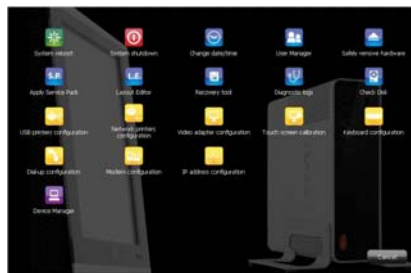 System reboot
System shutdown
Change date/time
User Manager
Safely remove hardware
S.P.
L.E.
Apply Service Pack
Layout Editor
Recovery tool
Diagnostic logs
Check Disk
USB printers configuration
Network printers
configuration
Video adapter configuration
Touch screen calibration
Keyboard configuration
Dial-up configuration
Modem configuration
IP address configuration
Device Manager
Cancel